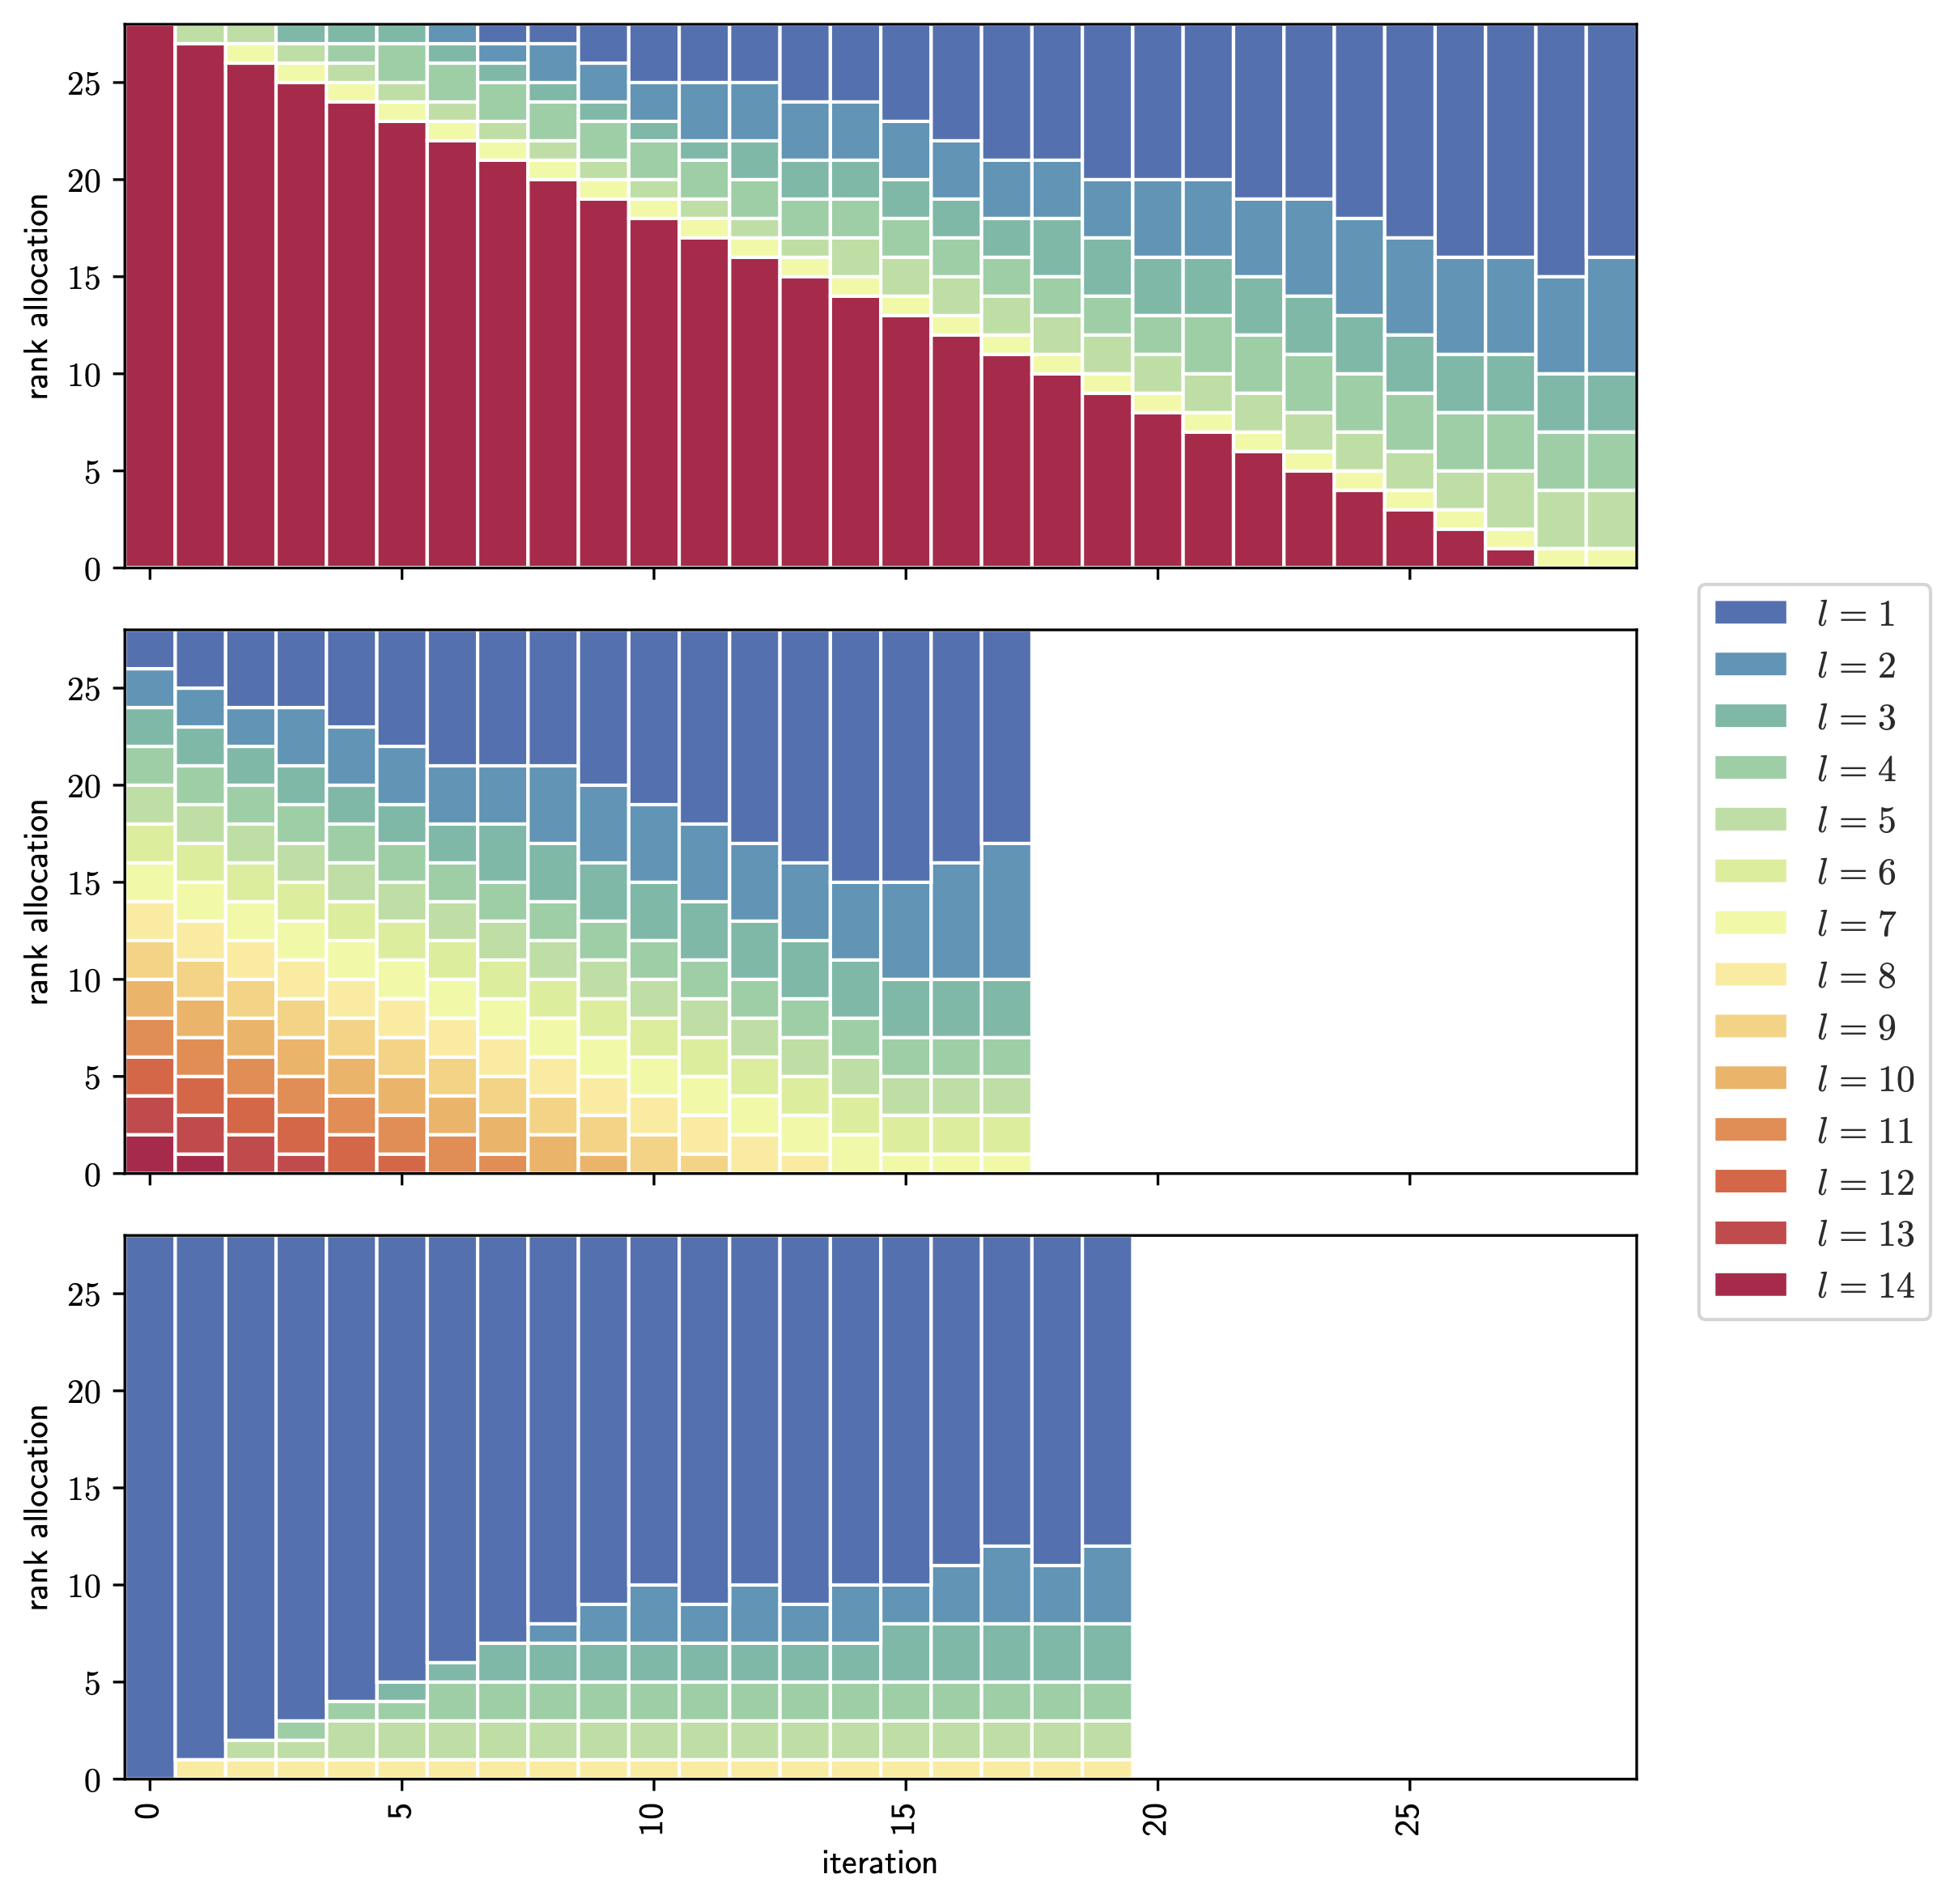 25
20
15
10
5
0
rank allocation
25
20
15
10
5
0
rank allocation
25
20
15
10
5
0
rank allocation
0 5 10 15 20 25
iteration
l = 1
l = 2
l = 3
l = 4
l = 5
l = 6
l = 7
l = 8
l = 9
l = 10
l = 11
l = 12
l = 13
l = 14